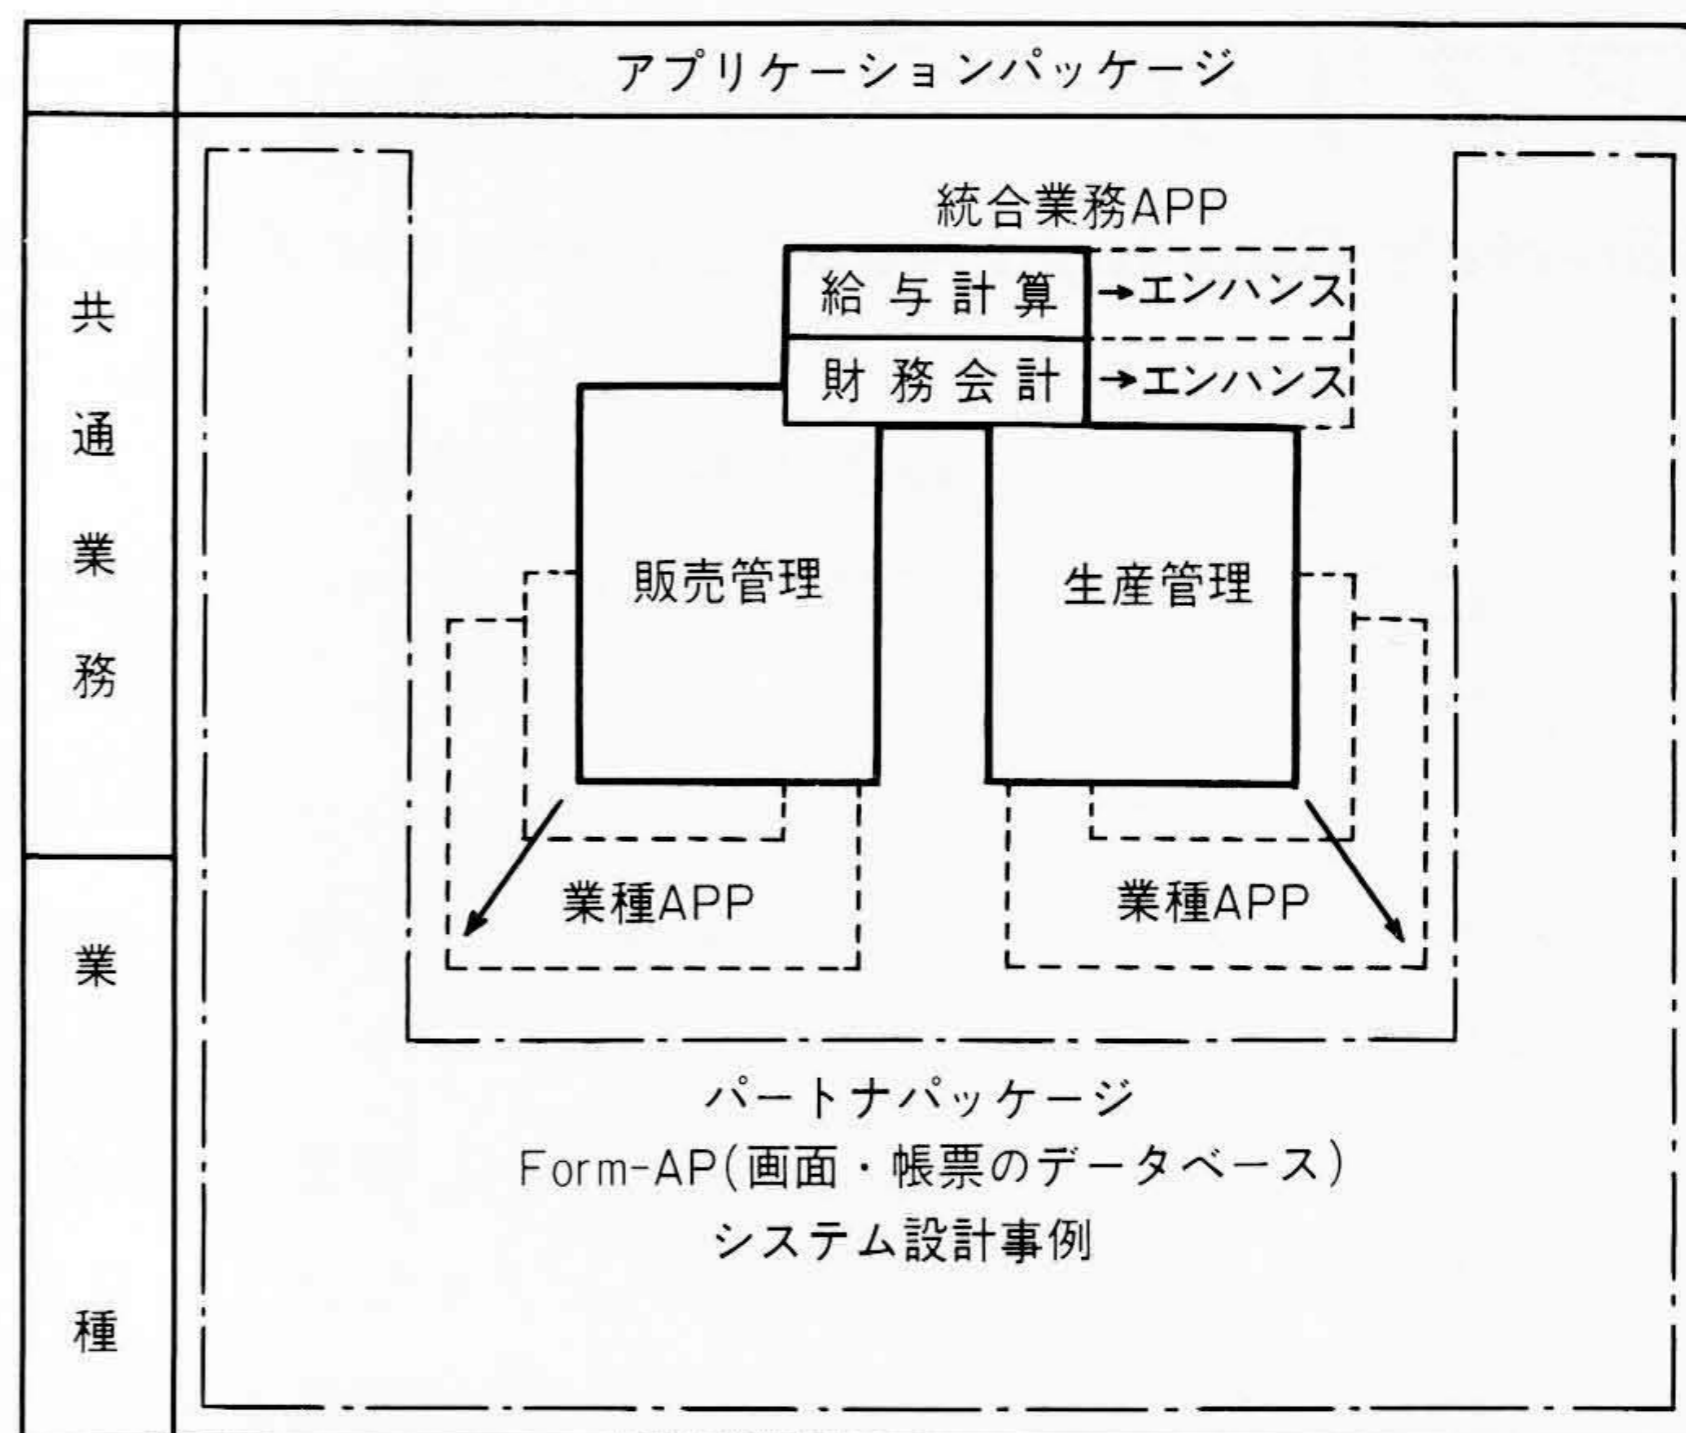 アプリケーションパッケージ
共通業務
統合業務APP
給与計算
→エンハンス
財務会計
→エンハンス
販売管理
生産管理
業種APP
業種APP
業種
パートナパッケージ
Form-AP(画面・帳票のデータベース)
システム設計事例